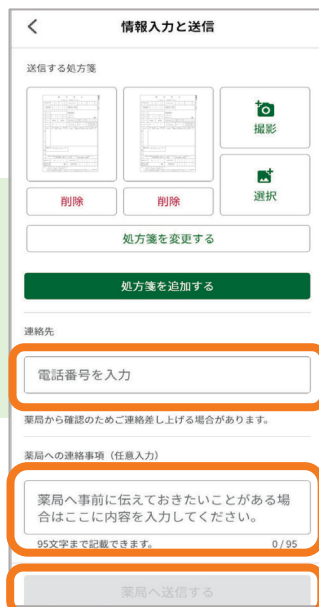 情報入力と送信
送信する処方箋
撮影
選択
削除
削除
処方箋を変更する
処方箋を追加する
連絡先
電話番号を入力
薬局から確認のためご連絡差し上げる場合があります。
薬局への連絡事項（任意入力）
薬局へ事前に伝えておきたいことがある場
合はここに内容を入力してください。
95文字まで記載できます。 0 / 95
薬局へ送信する